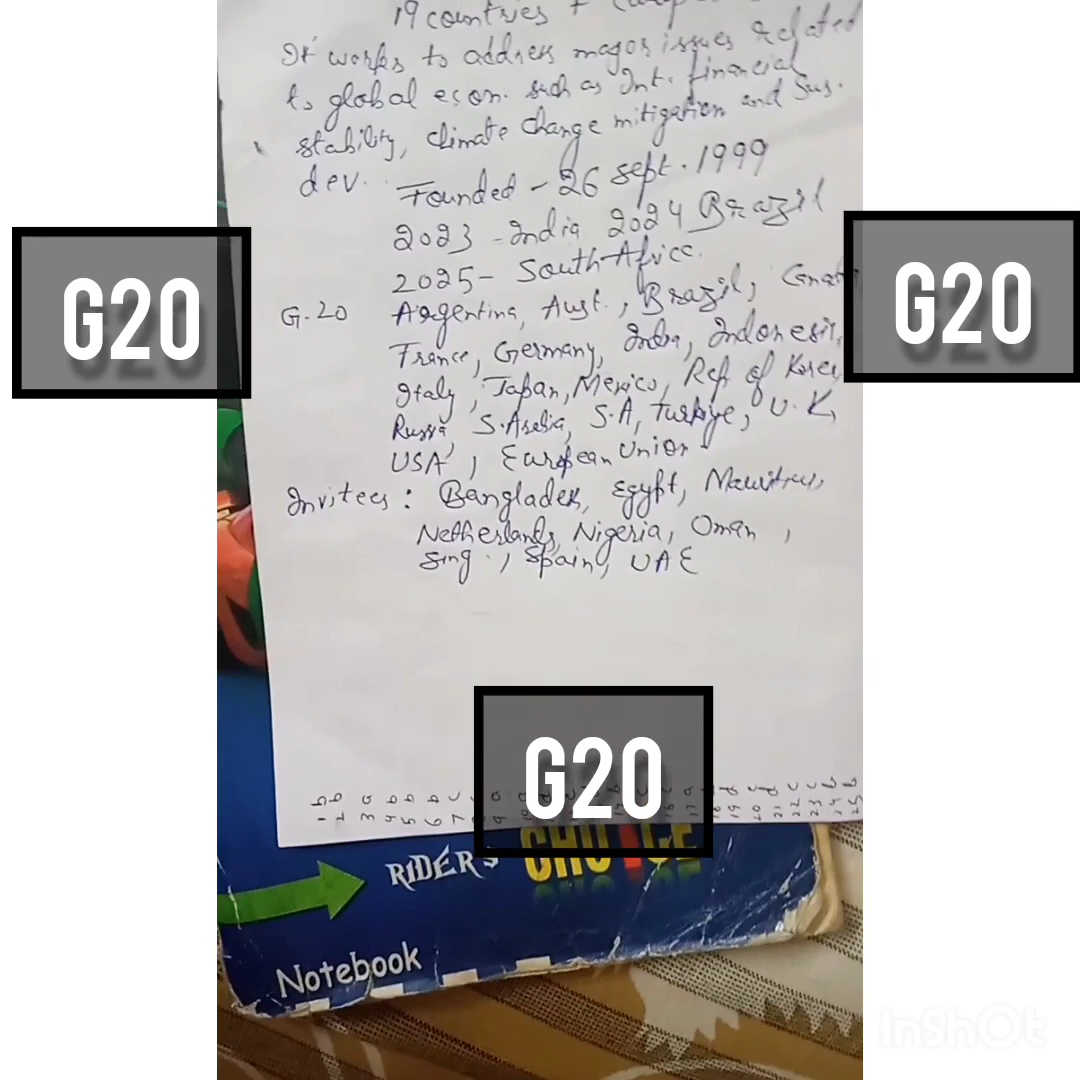 19 countries +
It works to address major issues related
to global econ. such as Int. financial
stability, climate change mitigation and Sus.
dev.
Founded - 26 sept. 1999
2023 - India 2024 Brazil
2025 - South Africa
G20
G20
G-20 Argentina, Aust., Brazil, Canada
France, Germany, India, Indonesia,
Italy, Japan, Mexico, Rep of Korea,
Russia, S.Arabia, S.A, Turkiye, U.K,
USA, European Union
Invitees : Bangladesh, Egypt, Mauritius,
Netherlands, Nigeria, Oman,
Sing., Spain, UAE
G20
RIDER'S CHOICE
Notebook
InShOt